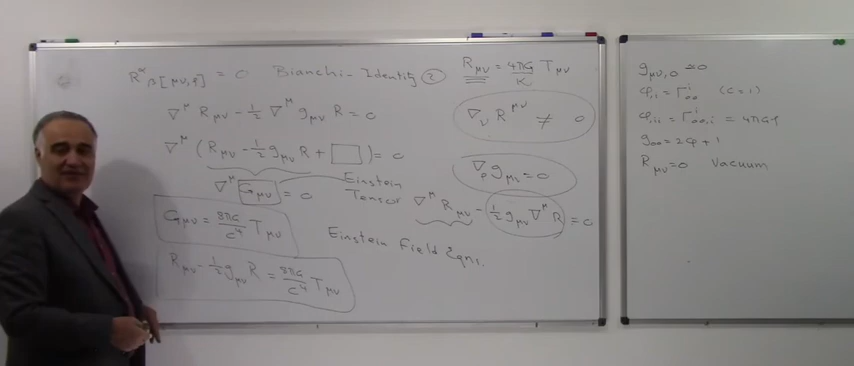 R^α_β[μν,ρ] = 0 Bianchi-Identity ②
∇^μ R_μν - 1/2 ∇^μ g_μν R = 0
∇^μ (R_μν - 1/2 g_μν R + □) = 0
∇^μ G_μν = 0
Einstein
Tensor
G_μν = 8πG/c⁴ T_μν
R_μν - 1/2 g_μν R = 8πG/c⁴ T_μν
Einstein Field Eqns.
R_μν = 4πG/K T_μν
∇_ν R^μν ≠ 0
∇_ρ g_μν = 0
∇^μ R_μν - 1/2 g_μν ∇^μ R = 0
g_μν,0 ≈ 0
φ,i = Γ^i_00 (c = 1)
φ,ii = Γ^i_00,i = 4πGρ
g_00 = 2φ + 1
R_μν = 0 Vacuum